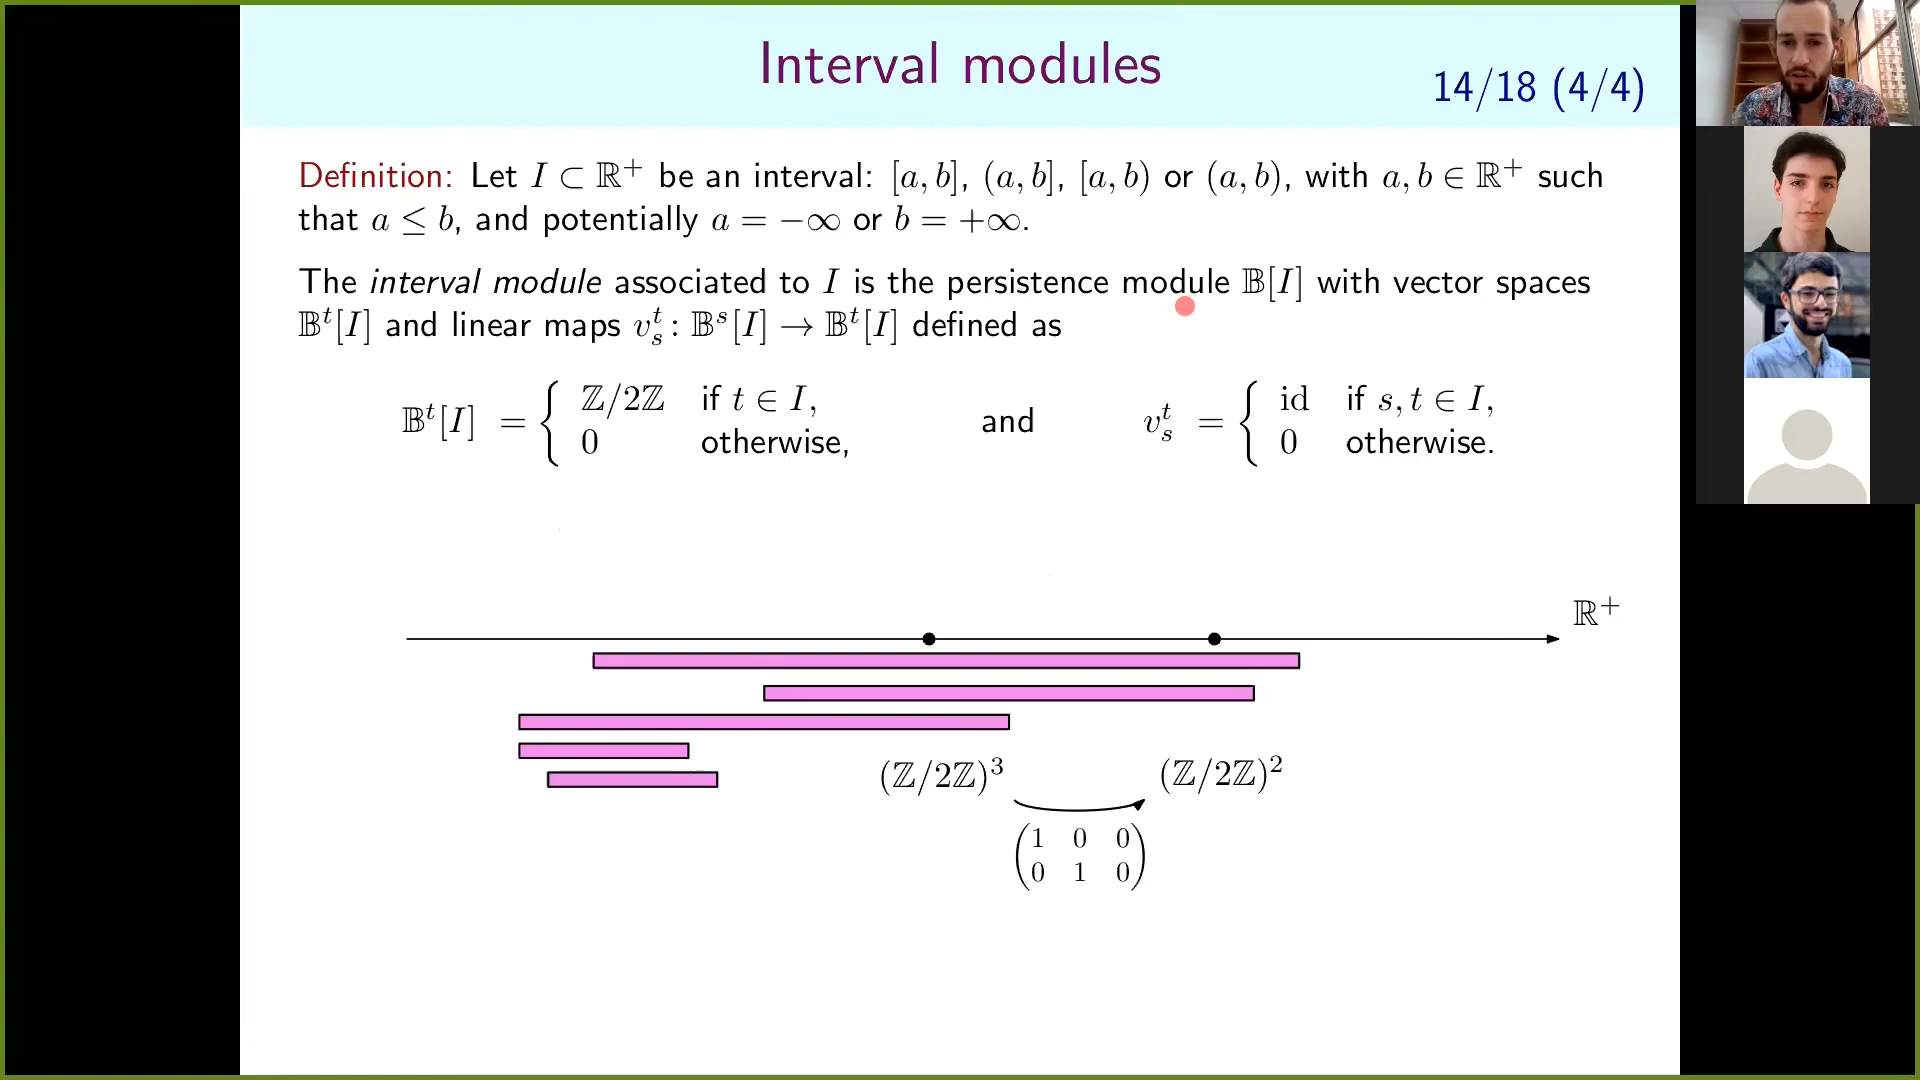 Interval modules
14/18 (4/4)
Definition: Let I ⊂ ℝ⁺ be an interval: [a, b], (a, b], [a, b) or (a, b), with a, b ∈ ℝ⁺ such
that a ≤ b, and potentially a = −∞ or b = +∞.
The interval module associated to I is the persistence module 𝔹[I] with vector spaces
𝔹ᵗ[I] and linear maps vₛᵗ: 𝔹ˢ[I] → 𝔹ᵗ[I] defined as
𝔹ᵗ[I] = { ℤ/2ℤ if t ∈ I, 0 otherwise, and vₛᵗ = { id if s, t ∈ I, 0 otherwise.
ℝ⁺
(ℤ/2ℤ)³ (ℤ/2ℤ)²
1 0 0
0 1 0